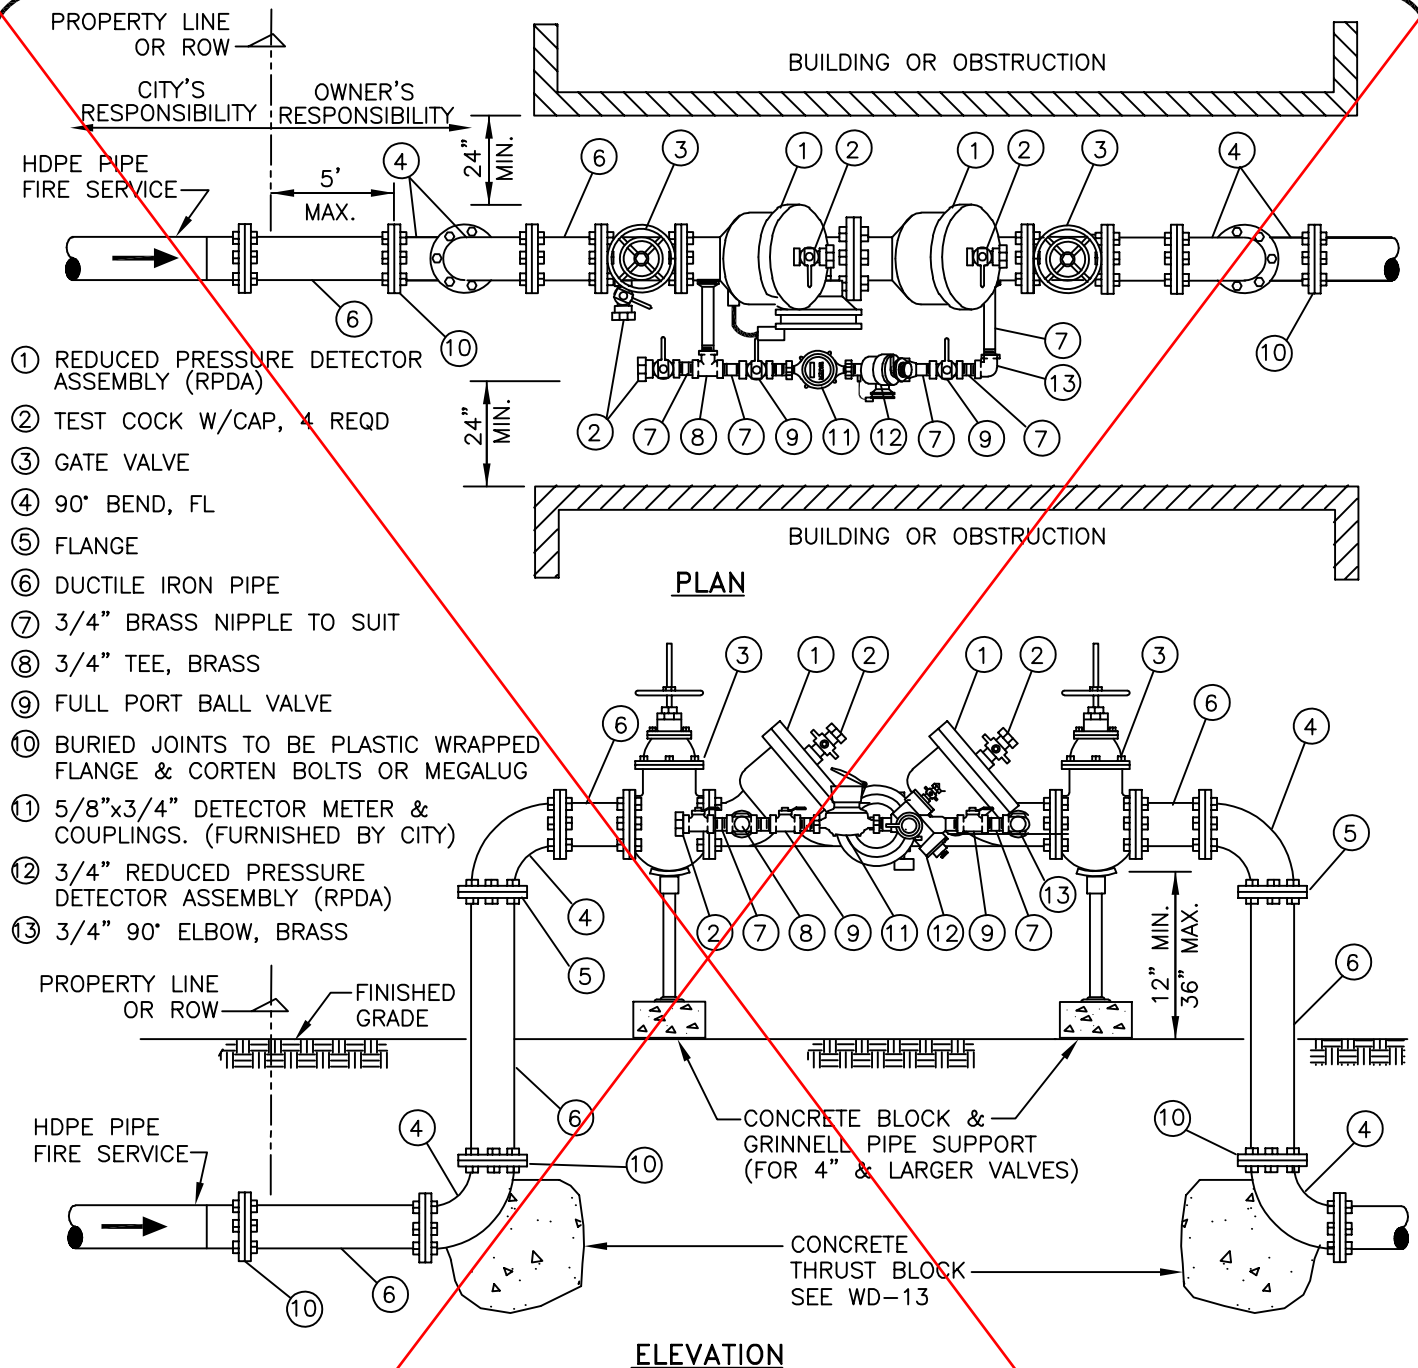 PROPERTY LINE
OR ROW
CITY'S
RESPONSIBILITY
OWNER'S
RESPONSIBILITY
BUILDING OR OBSTRUCTION
HDPE PIPE
FIRE SERVICE
5'
MAX.
24"
MIN.
4
6
3
1
2
1
2
3
4
6
10
7
13
10
24"
MIN.
2
7
8
7
9
11
12
7
9
7
1 REDUCED PRESSURE DETECTOR
ASSEMBLY (RPDA)
2 TEST COCK W/CAP, 4 REQD
3 GATE VALVE
4 90° BEND, FL
5 FLANGE
6 DUCTILE IRON PIPE
7 3/4" BRASS NIPPLE TO SUIT
8 3/4" TEE, BRASS
9 FULL PORT BALL VALVE
10 BURIED JOINTS TO BE PLASTIC WRAPPED
FLANGE & CORTEN BOLTS OR MEGALUG
11 5/8"x3/4" DETECTOR METER &
COUPLINGS. (FURNISHED BY CITY)
12 3/4" REDUCED PRESSURE
DETECTOR ASSEMBLY (RPDA)
13 3/4" 90° ELBOW, BRASS
BUILDING OR OBSTRUCTION
PLAN
3
1
2
1
2
3
6
6
4
5
4
5
2
7
8
9
11
12
9
7
13
12" MIN.
36" MAX.
6
PROPERTY LINE
OR ROW
FINISHED
GRADE
HDPE PIPE
FIRE SERVICE
4
6
10
CONCRETE BLOCK &
GRINNELL PIPE SUPPORT
(FOR 4" & LARGER VALVES)
10
4
CONCRETE
THRUST BLOCK
SEE WD-13
10
6
ELEVATION